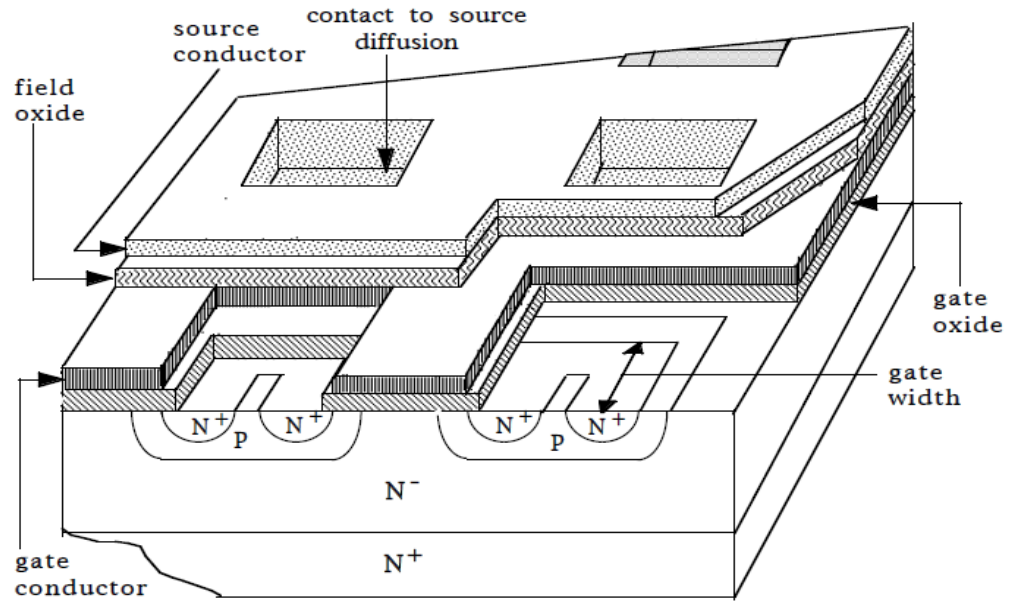 contact to source
diffusion
source
conductor
field
oxide
gate
oxide
gate
width
N+ N+ N+ N+
P P
N-
N+
gate
conductor